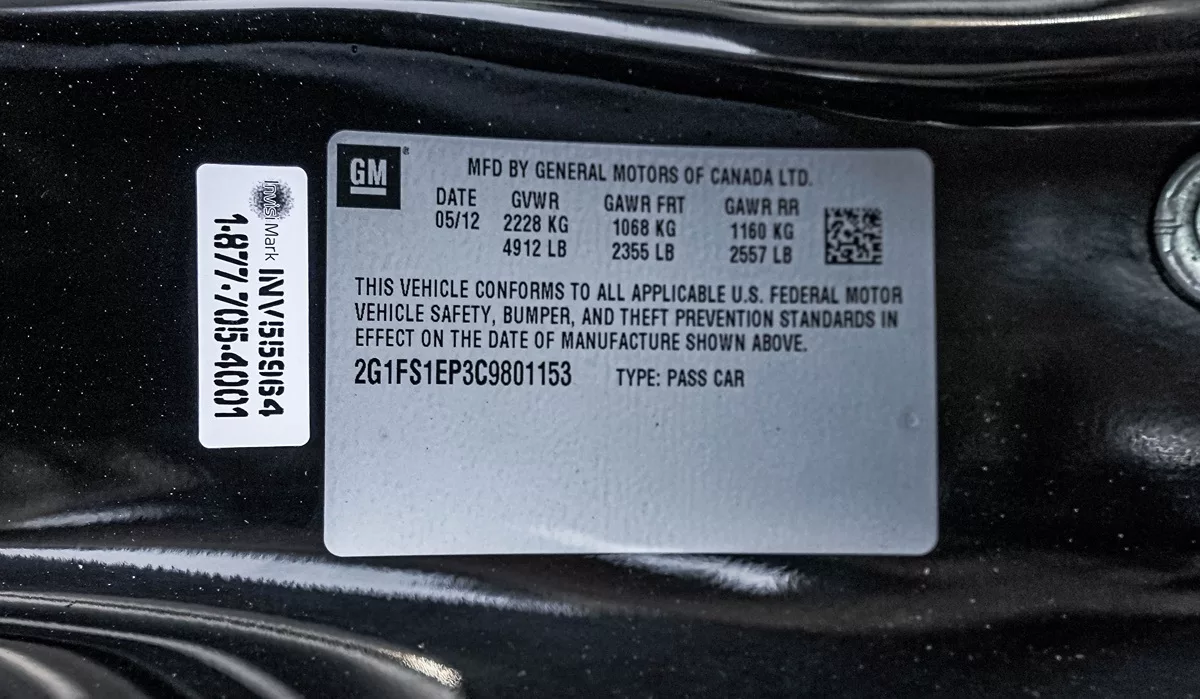 Invisi Mark INV55964
1-877-705-4001
GM®
MFD BY GENERAL MOTORS OF CANADA LTD.
DATE GVWR GAWR FRT GAWR RR
05/12 2228 KG 1068 KG 1160 KG
4912 LB 2355 LB 2557 LB
THIS VEHICLE CONFORMS TO ALL APPLICABLE U.S. FEDERAL MOTOR
VEHICLE SAFETY, BUMPER, AND THEFT PREVENTION STANDARDS IN
EFFECT ON THE DATE OF MANUFACTURE SHOWN ABOVE.
2G1FS1EP3C9801153 TYPE: PASS CAR